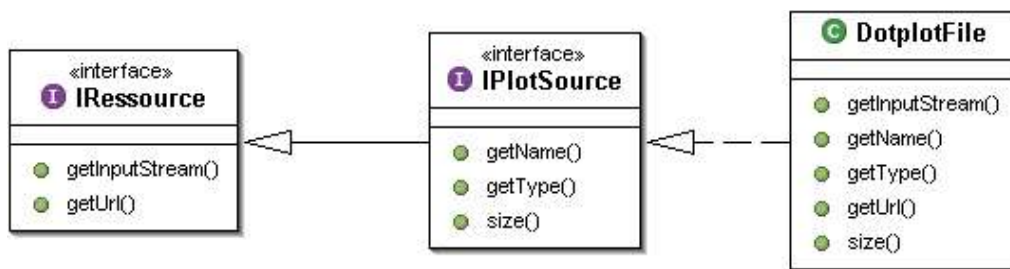 «interface»
I IRessource
getInputStream()
getUrl()
«interface»
I IPlotSource
getName()
getType()
size()
C DotplotFile
getInputStream()
getName()
getType()
getUrl()
size()